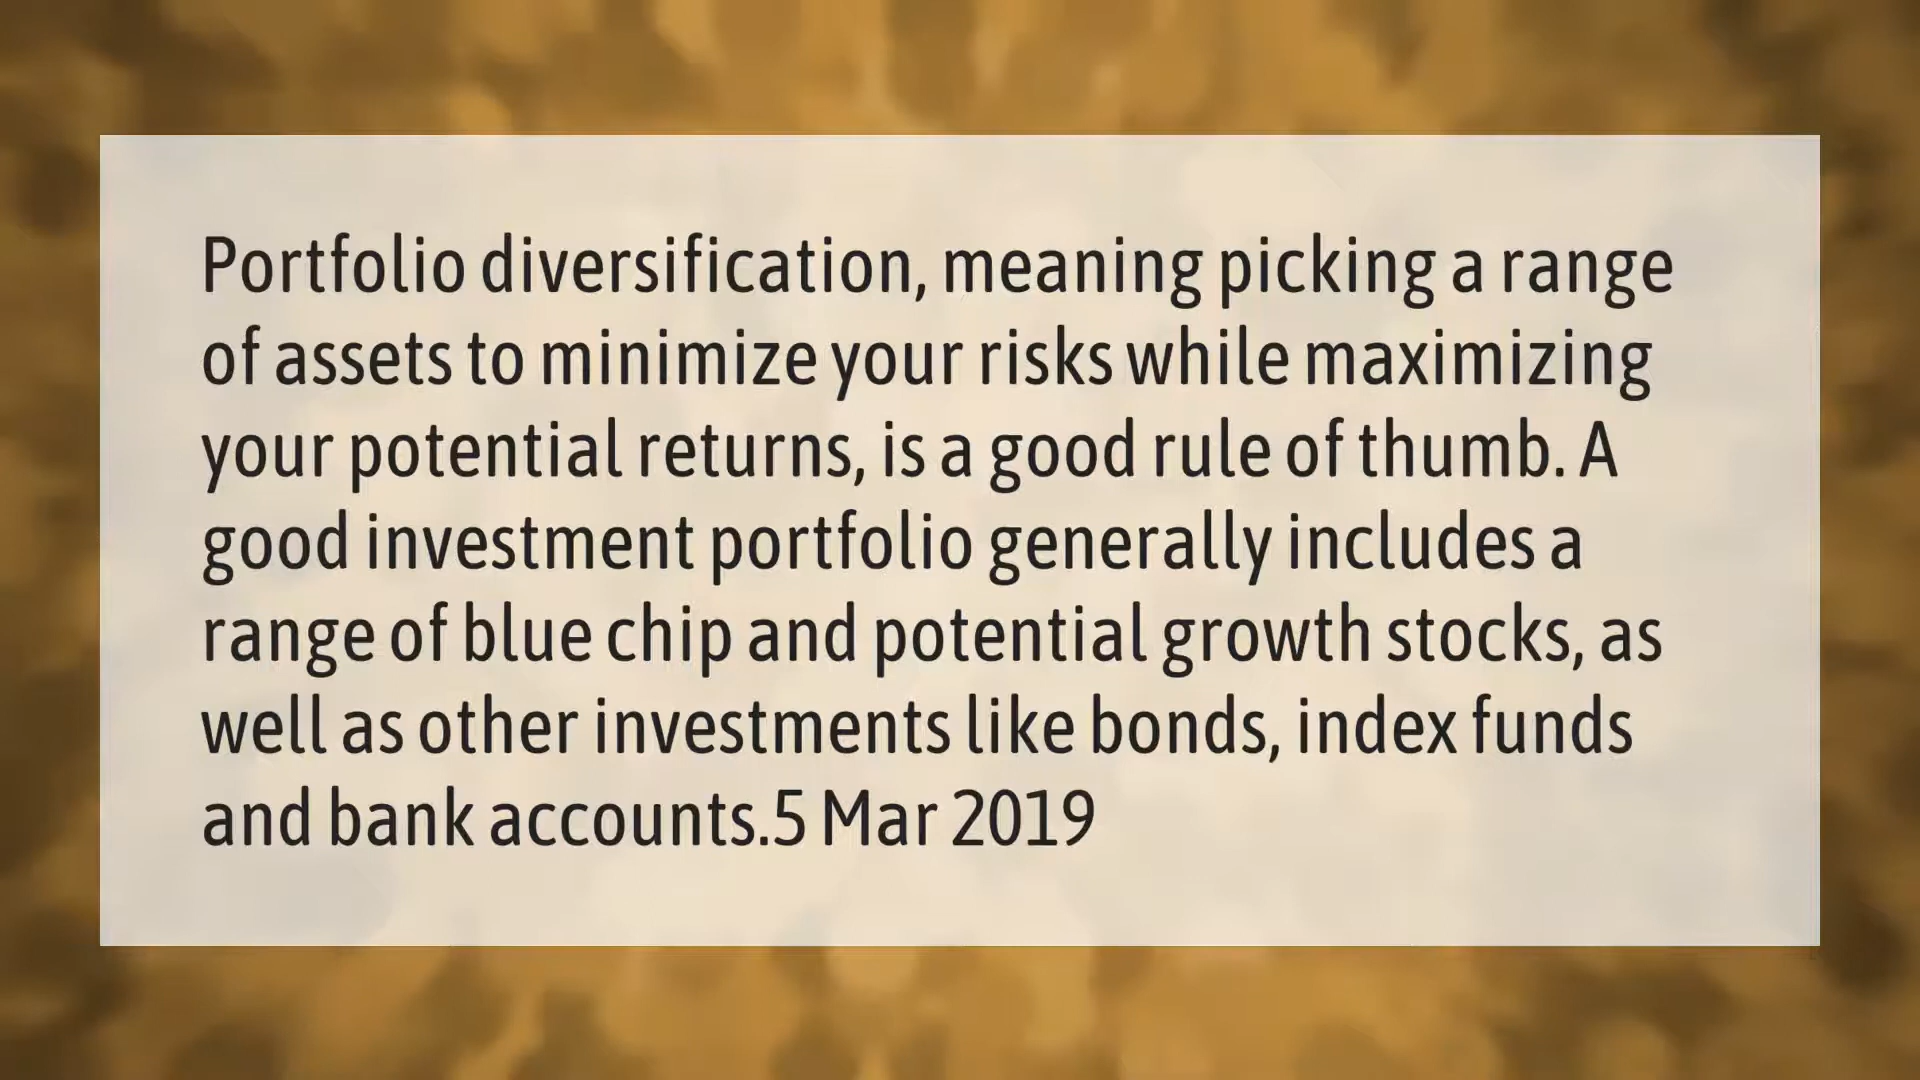 Portfolio diversification, meaning picking a range
of assets to minimize your risks while maximizing
your potential returns, is a good rule of thumb. A
good investment portfolio generally includes a
range of blue chip and potential growth stocks, as
well as other investments like bonds, index funds
and bank accounts.5 Mar 2019